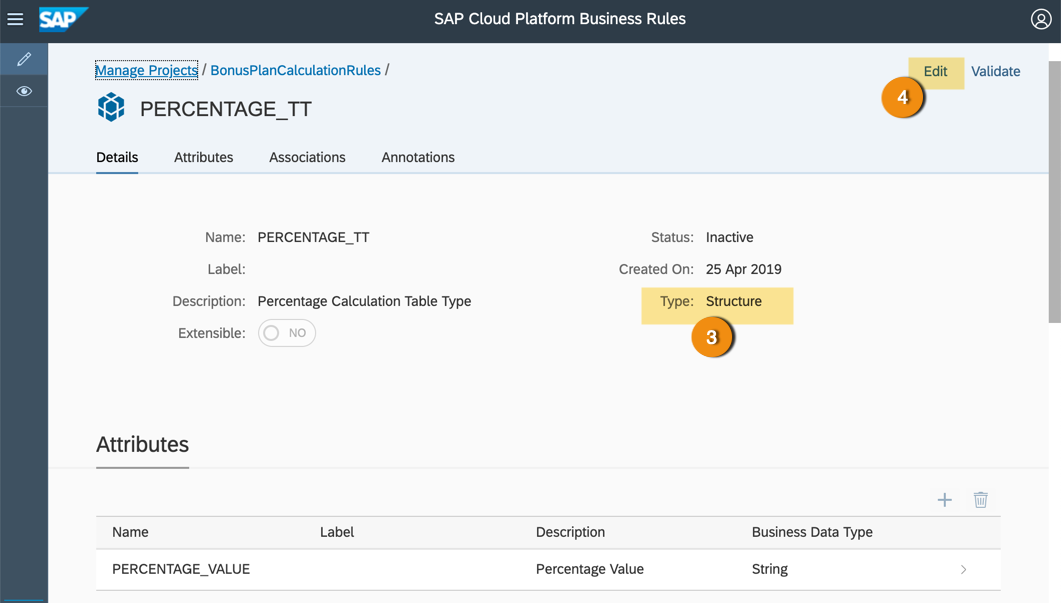 SAP SAP Cloud Platform Business Rules
Manage Projects / BonusPlanCalculationRules /
Edit Validate
4
PERCENTAGE_TT
Details Attributes Associations Annotations
Name: PERCENTAGE_TT Status: Inactive
Label: Created On: 25 Apr 2019
Description: Percentage Calculation Table Type Type: Structure
Extensible: NO
3
Attributes
Name Label Description Business Data Type
PERCENTAGE_VALUE Percentage Value String